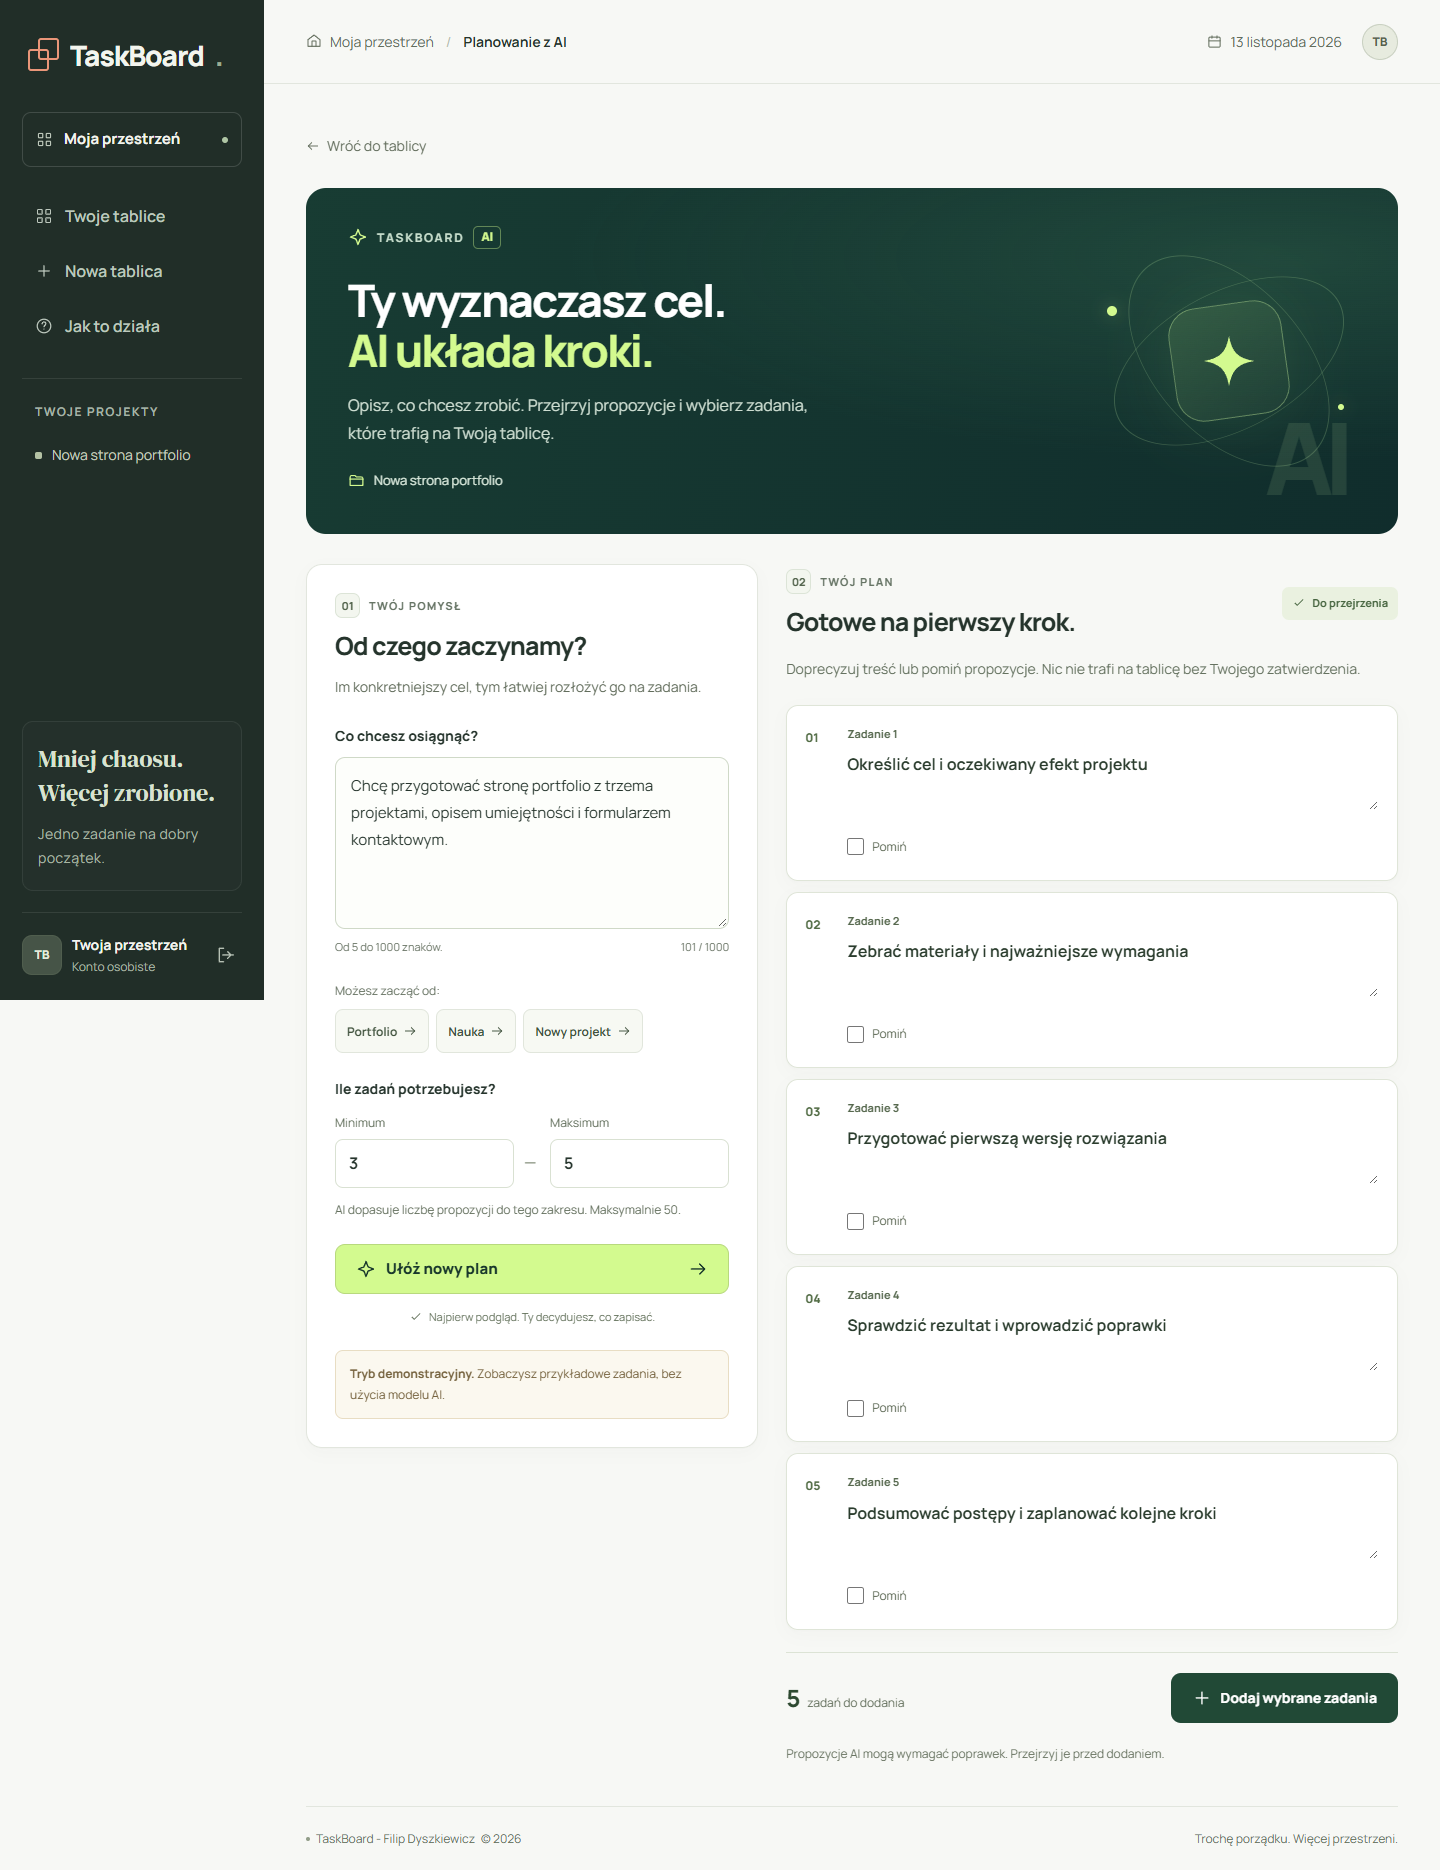 TaskBoard .
Moja przestrzeń
Twoje tablice
Nowa tablica
Jak to działa
TWOJE PROJEKTY
Nowa strona portfolio
Mniej chaosu.
Więcej zrobione.
Jedno zadanie na dobry
początek.
TB
Twoja przestrzeń
Konto osobiste
Moja przestrzeń / Planowanie z AI
13 listopada 2026
TB
Wróć do tablicy
TASKBOARD AI
Ty wyznaczasz cel.
AI układa kroki.
Opisz, co chcesz zrobić. Przejrzyj propozycje i wybierz zadania,
które trafią na Twoją tablicę.
Nowa strona portfolio
AI
01 TWÓJ POMYSŁ
Od czego zaczynamy?
Im konkretniejszy cel, tym łatwiej rozłożyć go na zadania.
Co chcesz osiągnąć?
Chcę przygotować stronę portfolio z trzema
projektami, opisem umiejętności i formularzem
kontaktowym.
Od 5 do 1000 znaków.
101 / 1000
Możesz zacząć od:
Portfolio
Nauka
Nowy projekt
Ile zadań potrzebujesz?
Minimum
Maksimum
3 — 5
AI dopasuje liczbę propozycji do tego zakresu. Maksymalnie 50.
Ułóż nowy plan
Najpierw podgląd. Ty decydujesz, co zapisać.
Tryb demonstracyjny. Zobaczysz przykładowe zadania, bez
użycia modelu AI.
02 TWÓJ PLAN
Gotowe na pierwszy krok.
Do przejrzenia
Doprecyzuj treść lub pomiń propozycje. Nic nie trafi na tablicę bez Twojego zatwierdzenia.
01 Zadanie 1
Określić cel i oczekiwany efekt projektu
Pomiń
02 Zadanie 2
Zebrać materiały i najważniejsze wymagania
Pomiń
03 Zadanie 3
Przygotować pierwszą wersję rozwiązania
Pomiń
04 Zadanie 4
Sprawdzić rezultat i wprowadzić poprawki
Pomiń
05 Zadanie 5
Podsumować postępy i zaplanować kolejne kroki
Pomiń
5 zadań do dodania
Dodaj wybrane zadania
Propozycje AI mogą wymagać poprawek. Przejrzyj je przed dodaniem.
TaskBoard - Filip Dyszkiewicz © 2026
Trochę porządku. Więcej przestrzeni.